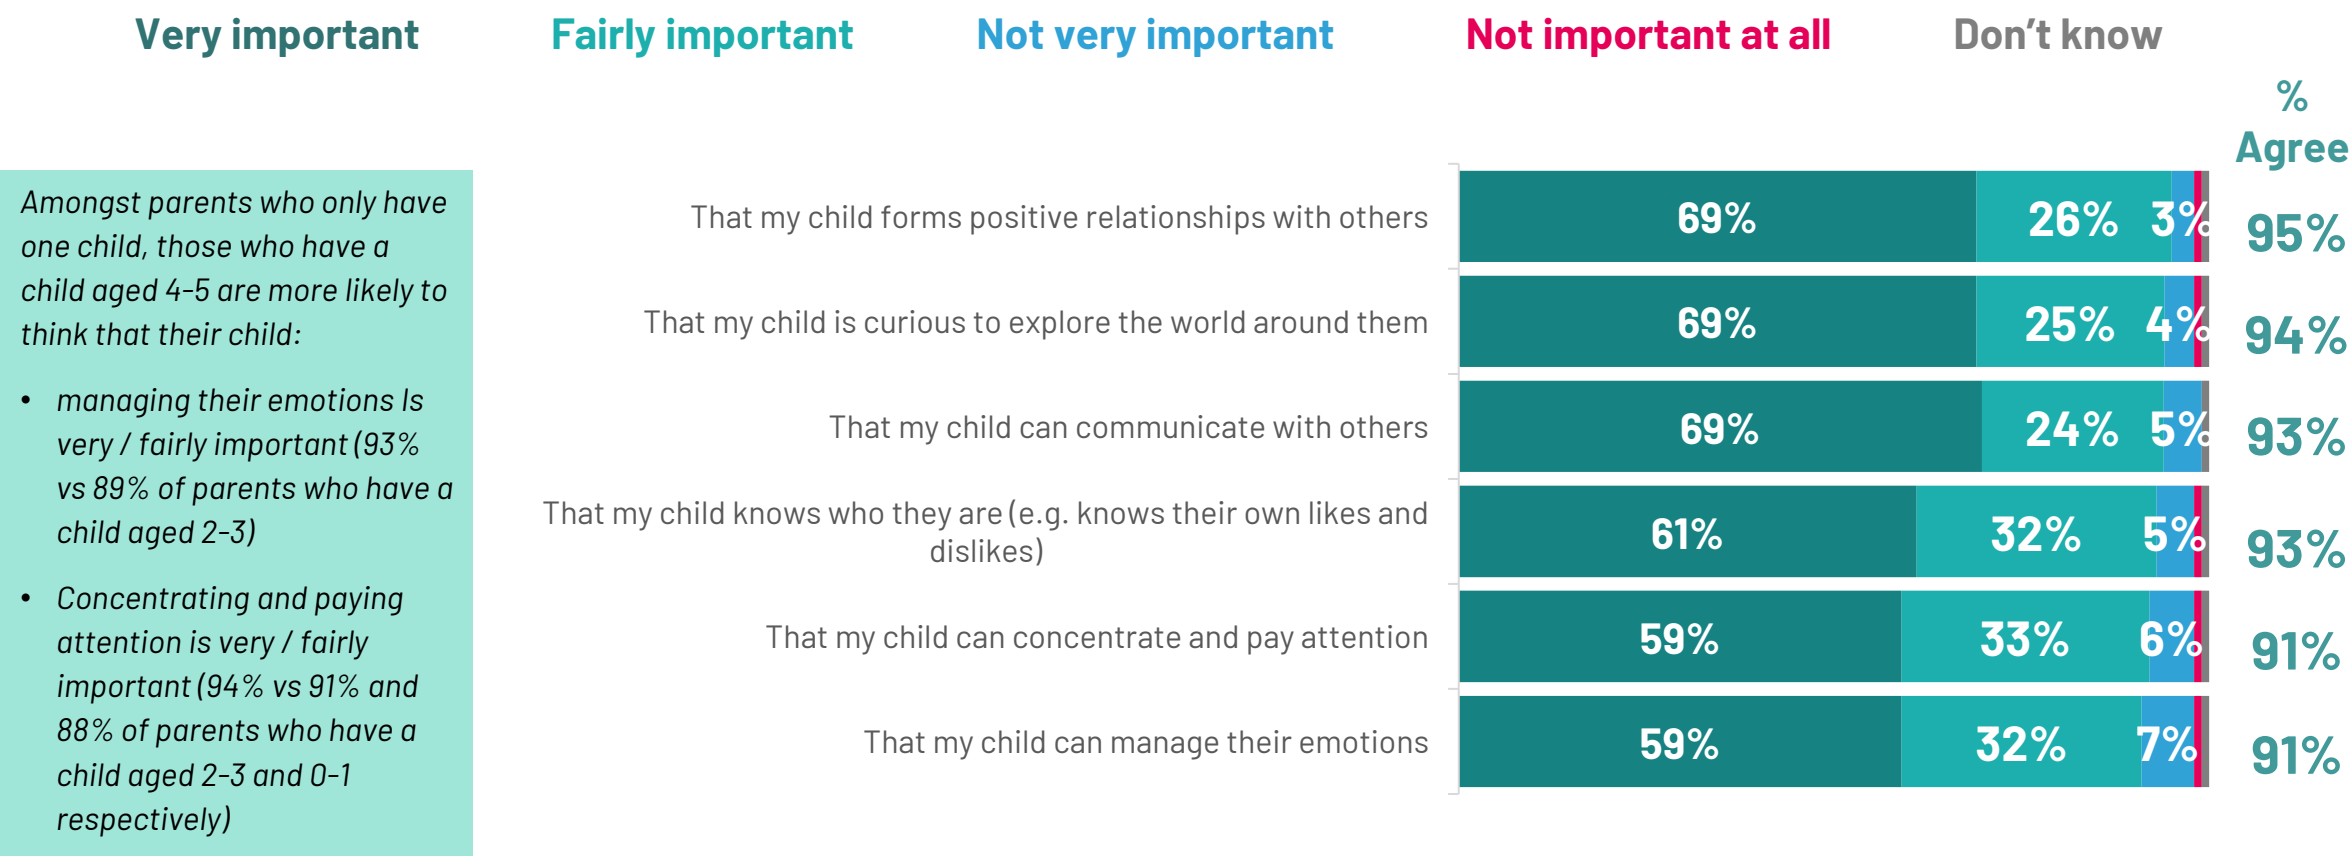 Very important Fairly important Not very important Not important at all Don't know
%
Agree
Amongst parents who only have
one child, those who have a
child aged 4-5 are more likely to
think that their child:
• managing their emotions Is
very / fairly important (93%
vs 89% of parents who have a
child aged 2-3)
• Concentrating and paying
attention is very / fairly
important (94% vs 91% and
88% of parents who have a
child aged 2-3 and 0-1
respectively)
That my child forms positive relationships with others 69% 26% 3% 95%
That my child is curious to explore the world around them 69% 25% 4% 94%
That my child can communicate with others 69% 24% 5% 93%
That my child knows who they are (e.g. knows their own likes and
dislikes) 61% 32% 5% 93%
That my child can concentrate and pay attention 59% 33% 6% 91%
That my child can manage their emotions 59% 32% 7% 91%